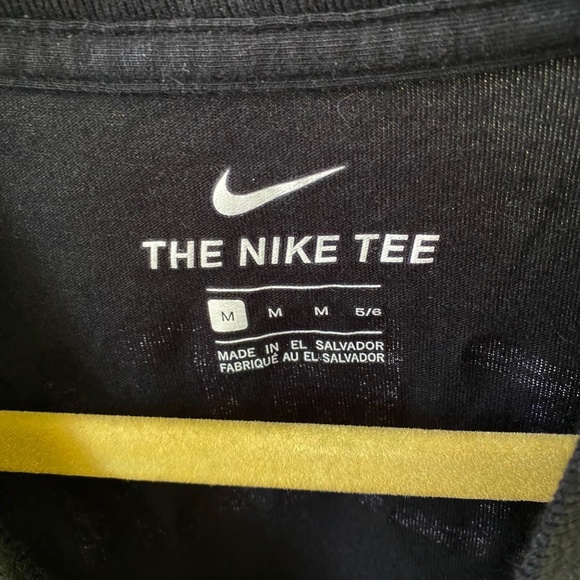 THE NIKE TEE
M M M 5/6
MADE IN EL SALVADOR
FABRIQUÉ AU EL SALVADOR